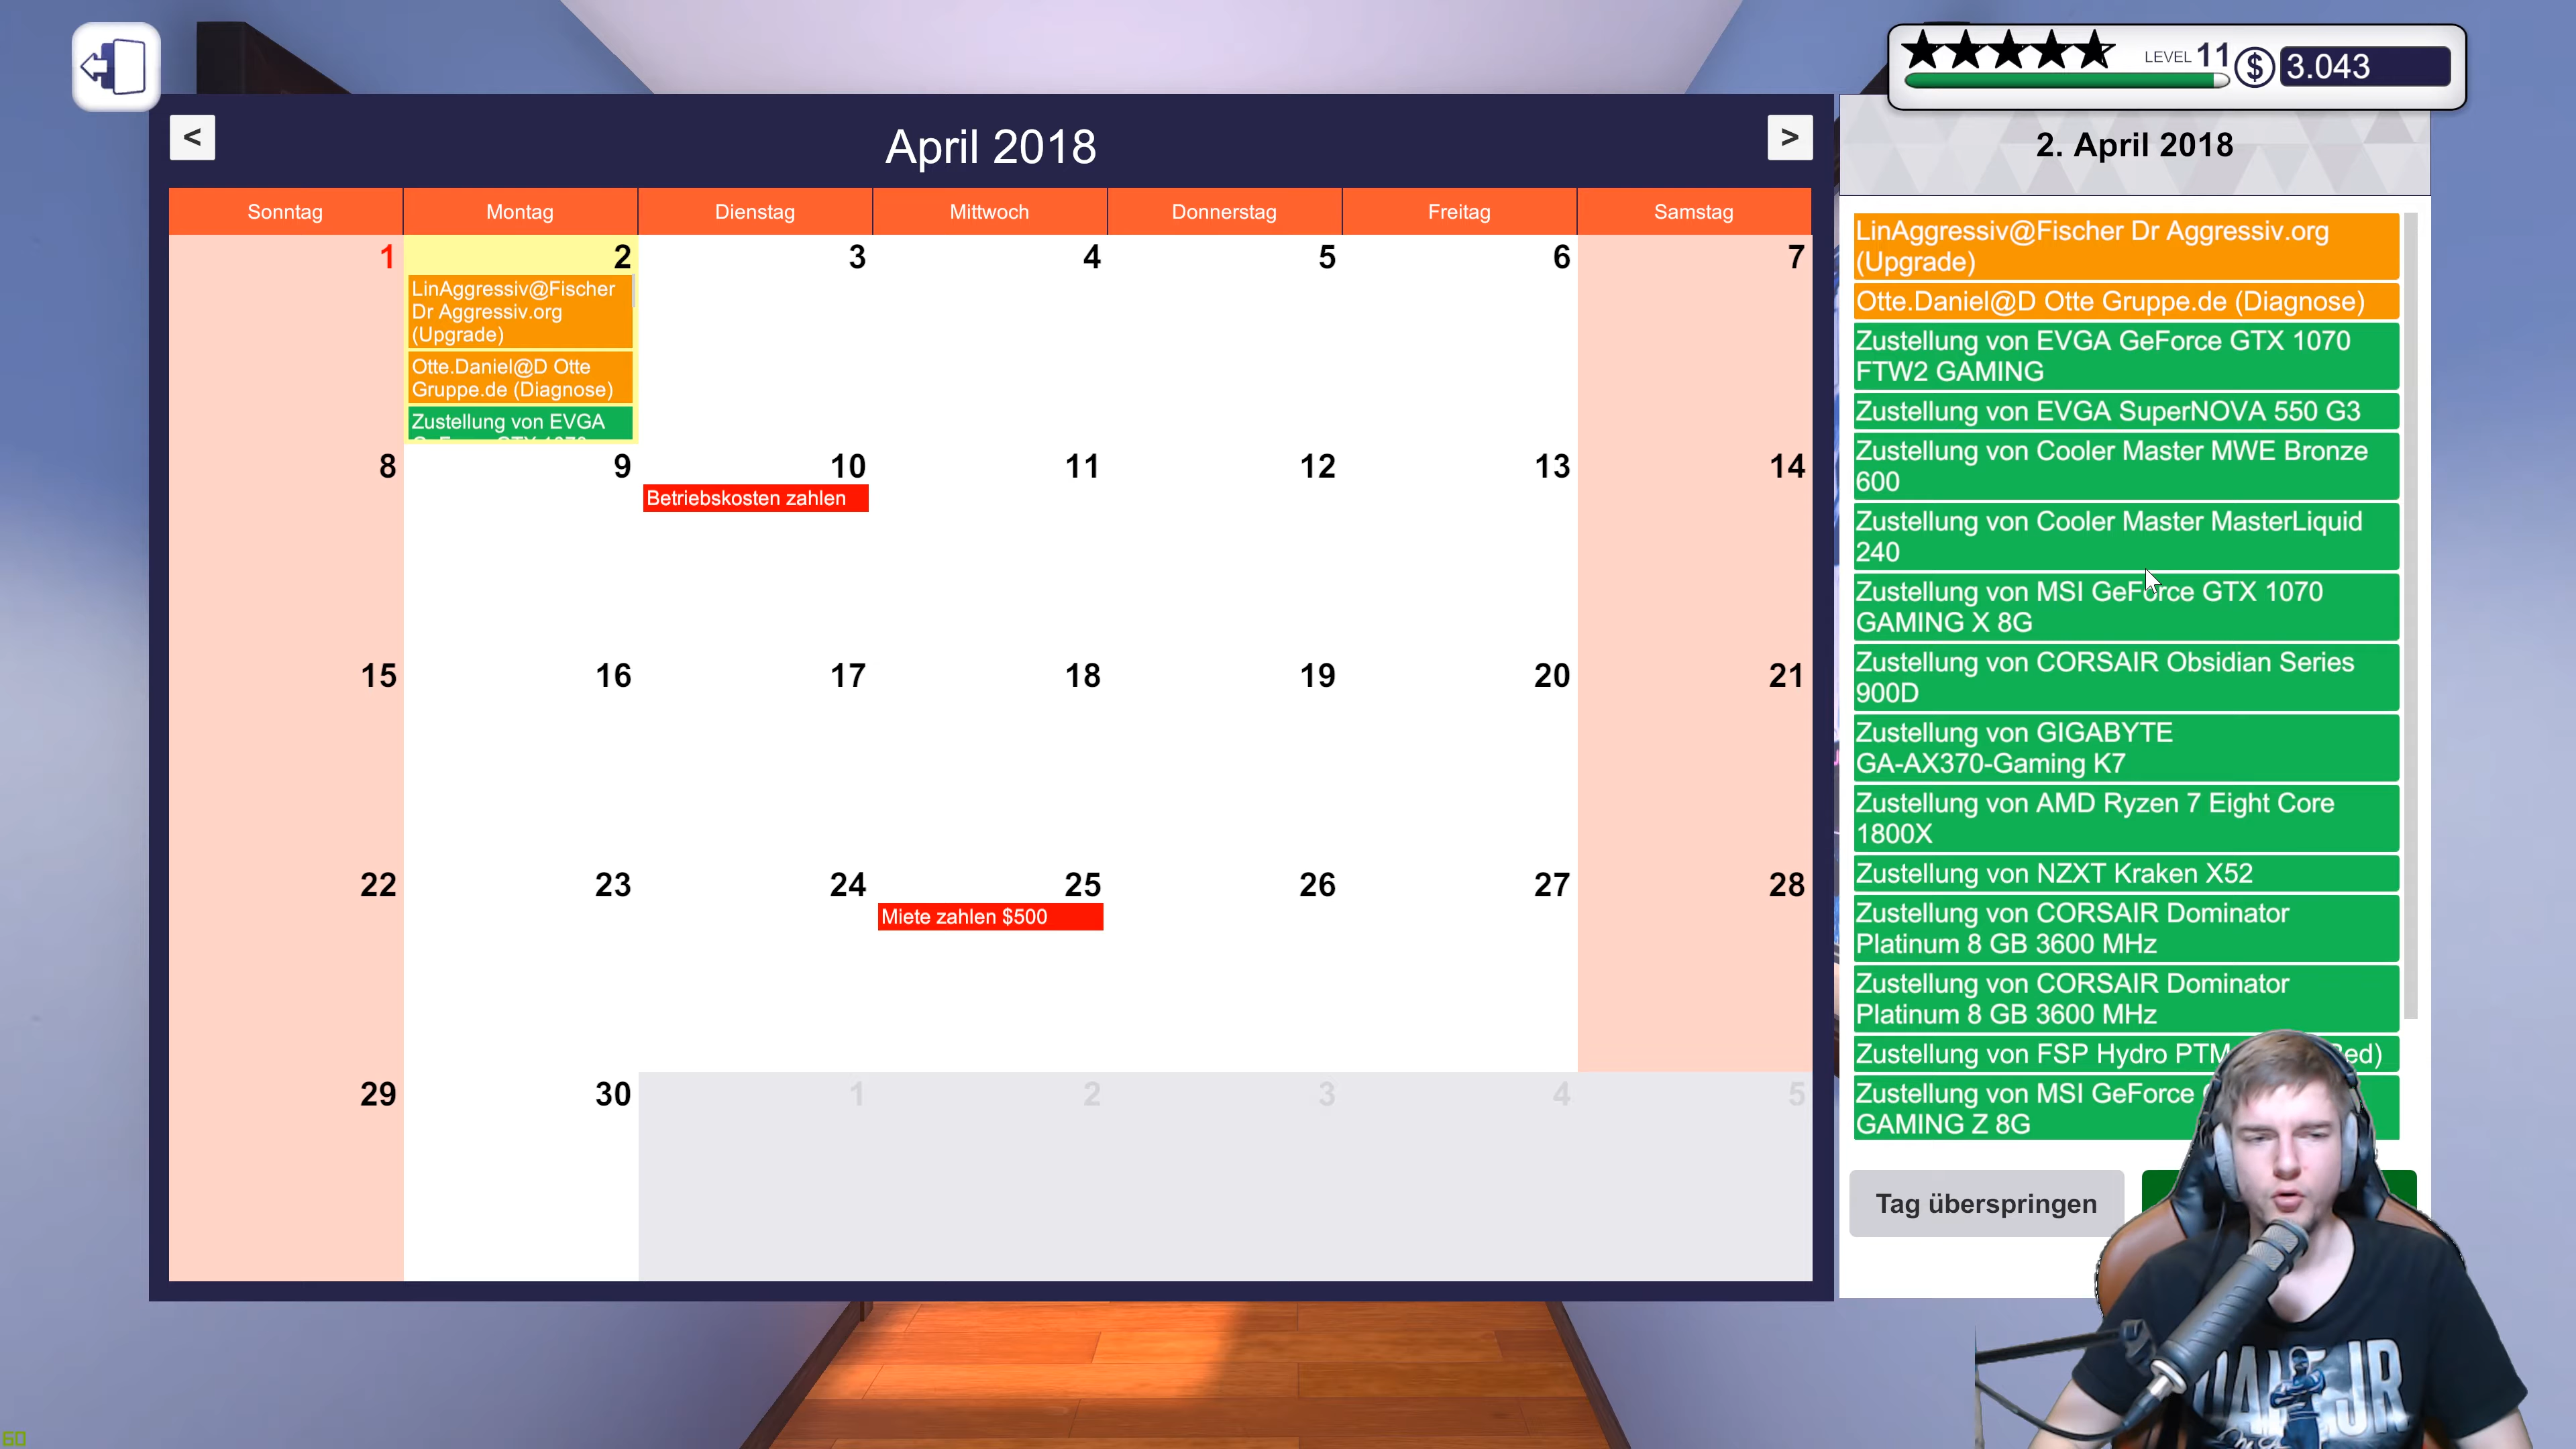 LEVEL 11
$ 3.043
<
April 2018
>
2. April 2018
Sonntag
Montag
Dienstag
Mittwoch
Donnerstag
Freitag
Samstag
1
2
3
4
5
6
7
LinAggressiv@Fischer
Dr Aggressiv.org
(Upgrade)
Otte.Daniel@D Otte
Gruppe.de (Diagnose)
Zustellung von EVGA
8
9
10
11
12
13
14
Betriebskosten zahlen
15
16
17
18
19
20
21
22
23
24
25
26
27
28
Miete zahlen $500
29
30
1
2
3
4
5
LinAggressiv@Fischer Dr Aggressiv.org
(Upgrade)
Otte.Daniel@D Otte Gruppe.de (Diagnose)
Zustellung von EVGA GeForce GTX 1070
FTW2 GAMING
Zustellung von EVGA SuperNOVA 550 G3
Zustellung von Cooler Master MWE Bronze
600
Zustellung von Cooler Master MasterLiquid
240
Zustellung von MSI GeForce GTX 1070
GAMING X 8G
Zustellung von CORSAIR Obsidian Series
900D
Zustellung von GIGABYTE
GA-AX370-Gaming K7
Zustellung von AMD Ryzen 7 Eight Core
1800X
Zustellung von NZXT Kraken X52
Zustellung von CORSAIR Dominator
Platinum 8 GB 3600 MHz
Zustellung von CORSAIR Dominator
Platinum 8 GB 3600 MHz
Zustellung von FSP Hydro PTM
Zustellung von MSI GeForce
GAMING Z 8G
Tag überspringen
JR
60